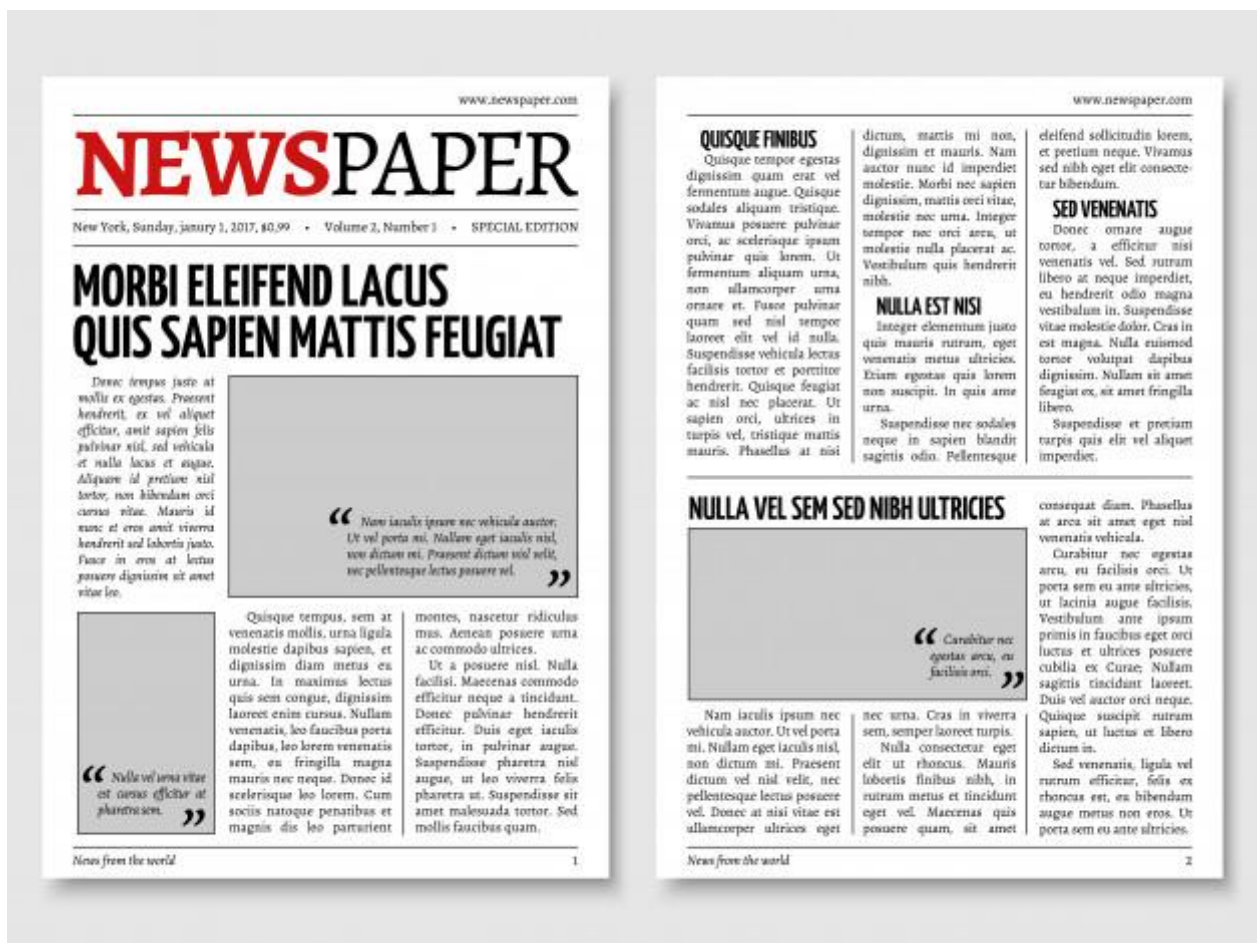 www.newspaper.com
NEWSPAPER
New York, Sunday, janury 1, 2017, $0,99 • Volume 2, Number 1 • SPECIAL EDITION
MORBI ELEIFEND LACUS
QUIS SAPIEN MATTIS FEUGIAT
Donec tempus justo at
mollis ex egestas. Praesent
hendrerit, ex vel aliquet
efficitur, amit sapien felis
pulvinar nisl, sed vehicula
et nulla lacus et augue.
Aliquam id pretium nisl
tortor, non bibendum orci
cursus vitae. Mauris id
nunc et eros amit viverra
hendrerit sed lobortis justo.
Fusce in eros at lectus
posuere dignissim sit amet
vitae leo.
“ Nam iaculis ipsum nec vehicula auctor.
Ut vel porta mi. Nullam eget iaculis nisl,
non dictum mi. Praesent dictum nisl velit,
nec pellentesque lectus posuere vel. ”
“ Nulla vel urna vitae
est cursus efficitur at
pharetra sem. ”
Quisque tempus, sem at
venenatis mollis, urna ligula
molestie dapibus sapien, et
dignissim diam metus eu
urna. In maximus lectus
quis sem congue, dignissim
laoreet enim cursus. Nullam
venenatis, leo faucibus porta
dapibus, leo lorem venenatis
sem, eu fringilla magna
mauris nec neque. Donec id
scelerisque leo lorem. Cum
sociis natoque penatibus et
magnis dis leo parturient
montes, nascetur ridiculus
mus. Aenean posuere urna
ac commodo ultrices.
Ut a posuere nisl. Nulla
facilisi. Maecenas commodo
efficitur neque a tincidunt.
Donec pulvinar hendrerit
efficitur. Duis eget iaculis
tortor, in pulvinar augue.
Suspendisse pharetra nisl
augue, ut leo viverra felis
pharetra ut. Suspendisse sit
amet malesuada tortor. Sed
mollis faucibus quam.
News from the world
1
www.newspaper.com
QUISQUE FINIBUS
Quisque tempor egestas
dignissim quam erat vel
fermentum augue. Quisque
sodales aliquam tristique.
Vivamus posuere pulvinar
orci, ac scelerisque ipsum
pulvinar quis lorem. Ut
fermentum aliquam urna,
non ullamcorper urna
ornare et. Fusce pulvinar
quam sed nisl tempor
laoreet elit vel id nulla.
Suspendisse vehicula lectus
facilisis tortor et porttitor
hendrerit. Quisque feugiat
ac nisl nec placerat. Ut
sapien orci, ultrices in
turpis vel, tristique mattis
mauris. Phasellus at nisi
dictum, mattis mi non,
dignissim et mauris. Nam
auctor nunc id imperdiet
molestie. Morbi nec sapien
dignissim, mattis orci vitae,
molestie nec urna. Integer
tempor nec orci arcu, ut
molestie nulla placerat ac.
Vestibulum quis hendrerit
nibh.
NULLA EST NISI
Integer elementum justo
quis mauris rutrum, eget
venenatis metus ultricies.
Etiam egestas quis lorem
non suscipit. In quis ante
urna.
Suspendisse nec sodales
neque in sapien blandit
sagittis odio. Pellentesque
eleifend sollicitudin lorem,
et pretium neque. Vivamus
sed nibh eget elit consecte-
tur bibendum.
SED VENENATIS
Donec ornare augue
tortor, a efficitur nisi
venenatis vel. Sed rutrum
libero at neque imperdiet,
eu hendrerit odio magna
vestibulum in. Suspendisse
vitae molestie dolor. Cras in
est magna. Nulla euismod
tortor volutpat dapibus
dignissim. Nullam sit amet
feugiat ex, sit amet fringilla
libero.
Suspendisse et pretium
turpis quis elit vel aliquet
imperdiet.
NULLA VEL SEM SED NIBH ULTRICIES
“ Curabitur nec
egestas arcu, eu
facilisis orci. ”
Nam iaculis ipsum nec
vehicula auctor. Ut vel porta
mi. Nullam eget iaculis nisl,
non dictum mi. Praesent
dictum vel nisl velit, nec
pellentesque lectus posuere
vel. Donec at nisi vitae est
ullamcorper ultrices eget
nec urna. Cras in viverra
sem, semper laoreet turpis.
Nulla consectetur eget
elit ut rhoncus. Mauris
lobortis finibus nibh, in
rutrum metus et tincidunt
eget vel. Maecenas quis
posuere quam, sit amet
consequat diam. Phasellus
at arcu sit amet eget nisl
venenatis vehicula.
Curabitur nec egestas
arcu, eu facilisis orci. Ut
porta sem eu ante ultricies,
ut lacinia augue facilisis.
Vestibulum ante ipsum
primis in faucibus eget orci
luctus et ultrices posuere
cubilia ex Curae; Nullam
sagittis tincidunt laoreet.
Duis vel auctor orci neque.
Quisque suscipit rutrum
sapien, ut luctus et libero
dictum in.
Sed venenatis, ligula vel
rutrum efficitur, felis ex
rhoncus est, eu bibendum
augue metus non eros. Ut
porta sem eu ante ultricies.
News from the world
2